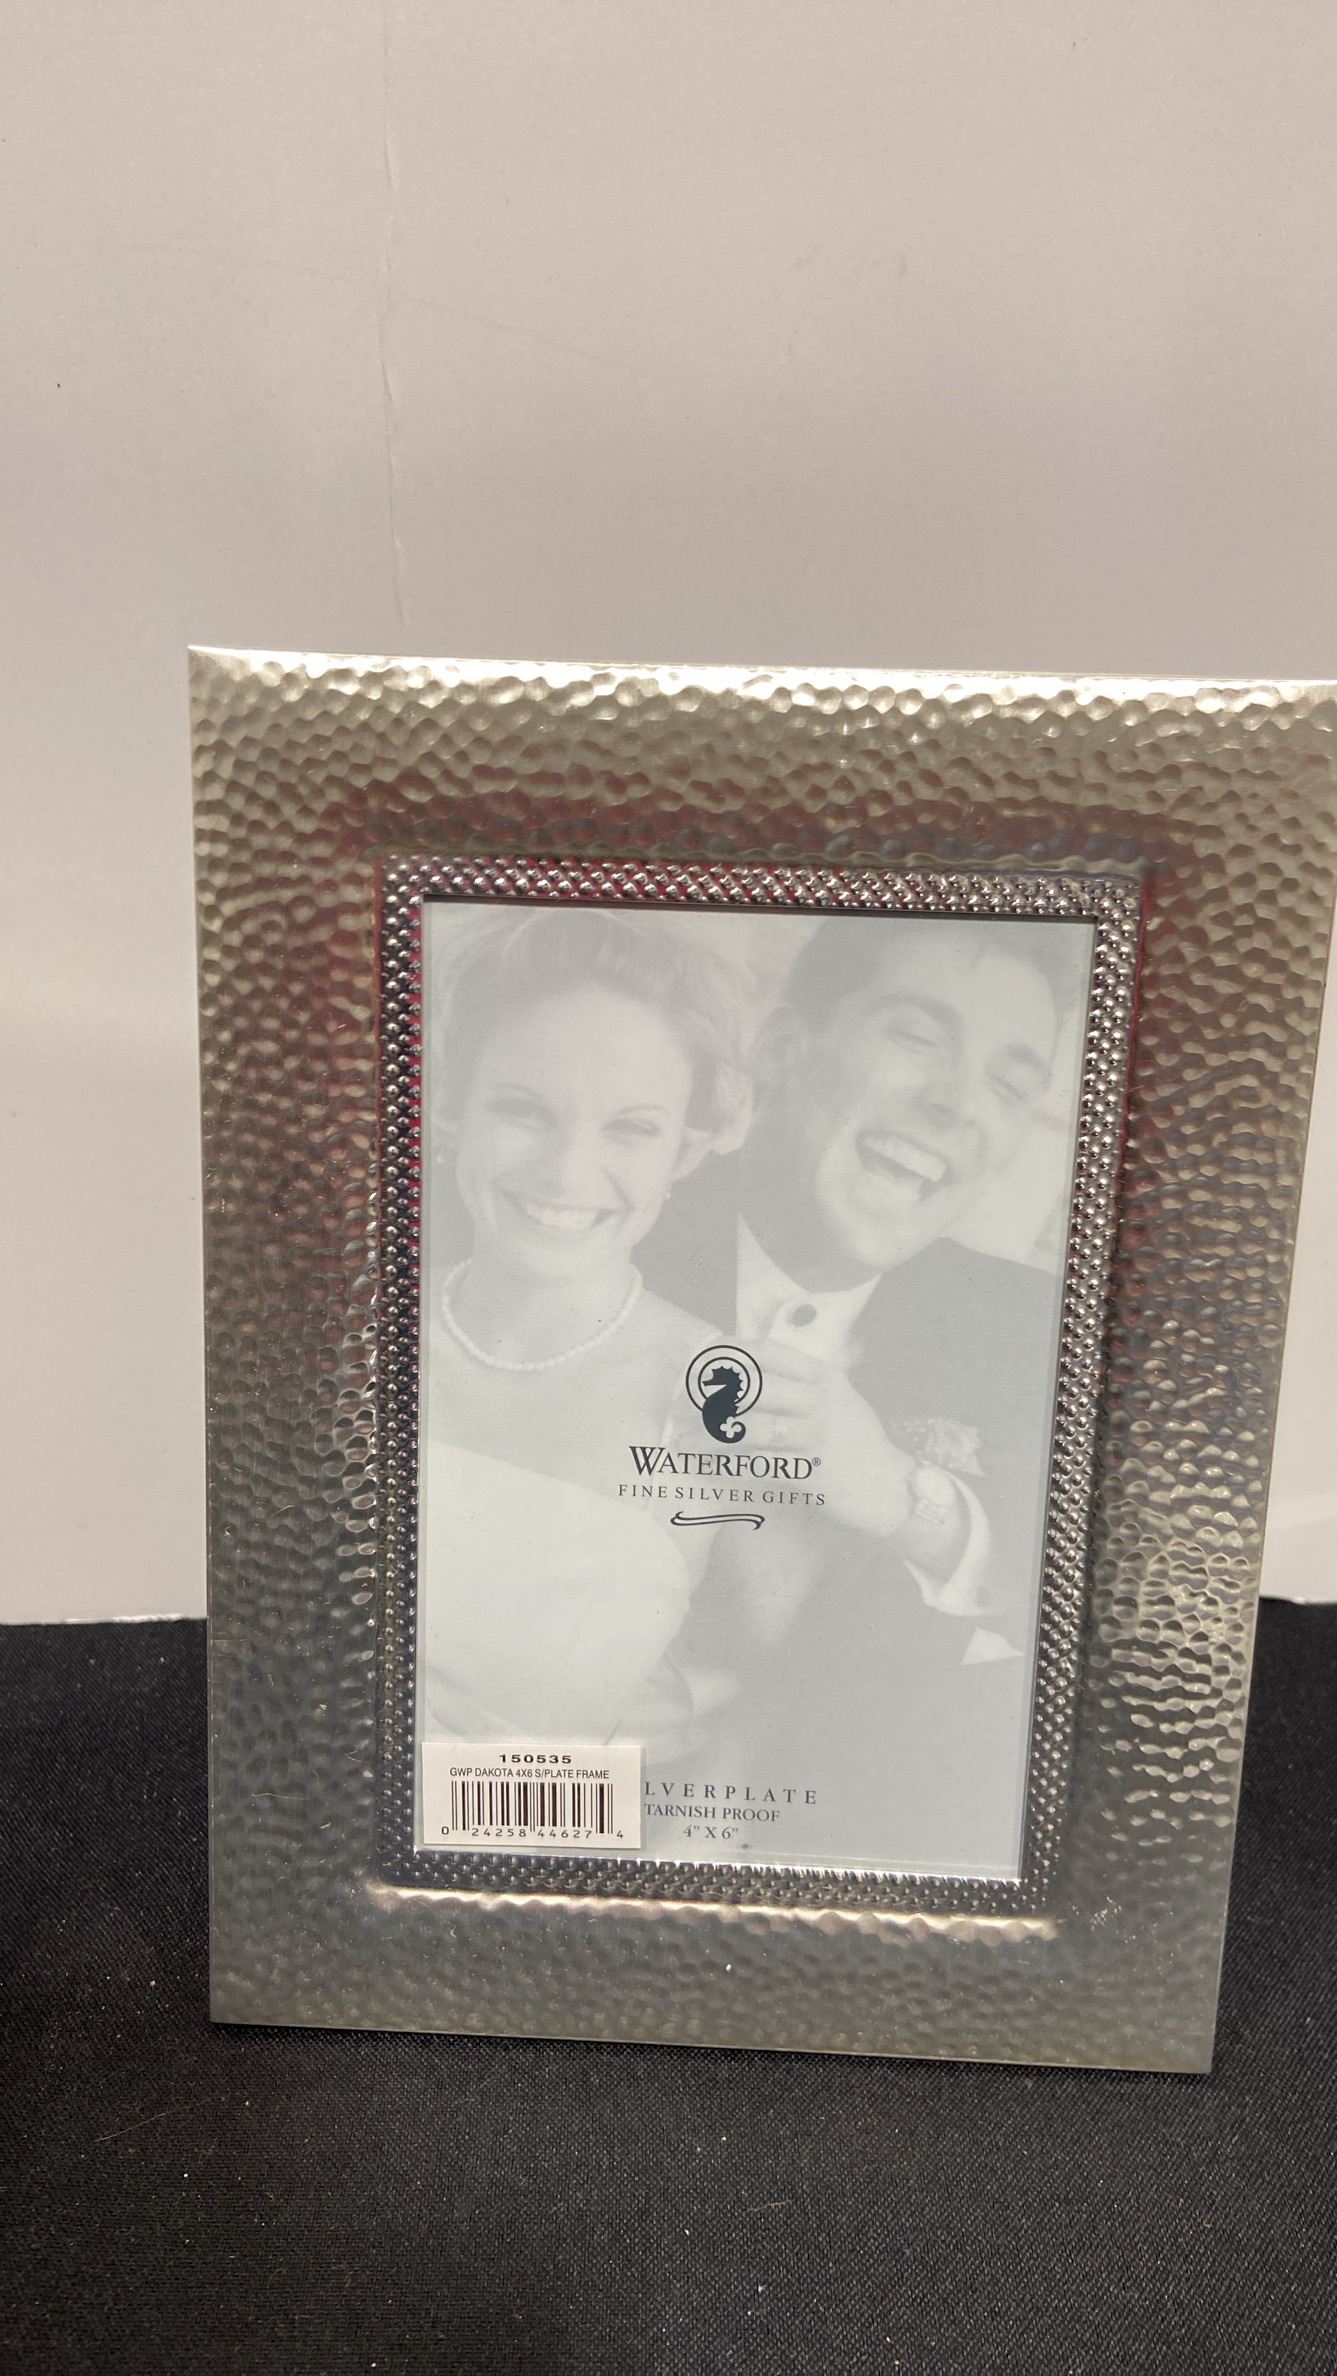 WATERFORD®
FINE SILVER GIFTS
150535
GWP DAKOTA 4X6 S/PLATE FRAME
0 24258 44627 4
LVERPLATE
TARNISH PROOF
4" X 6"